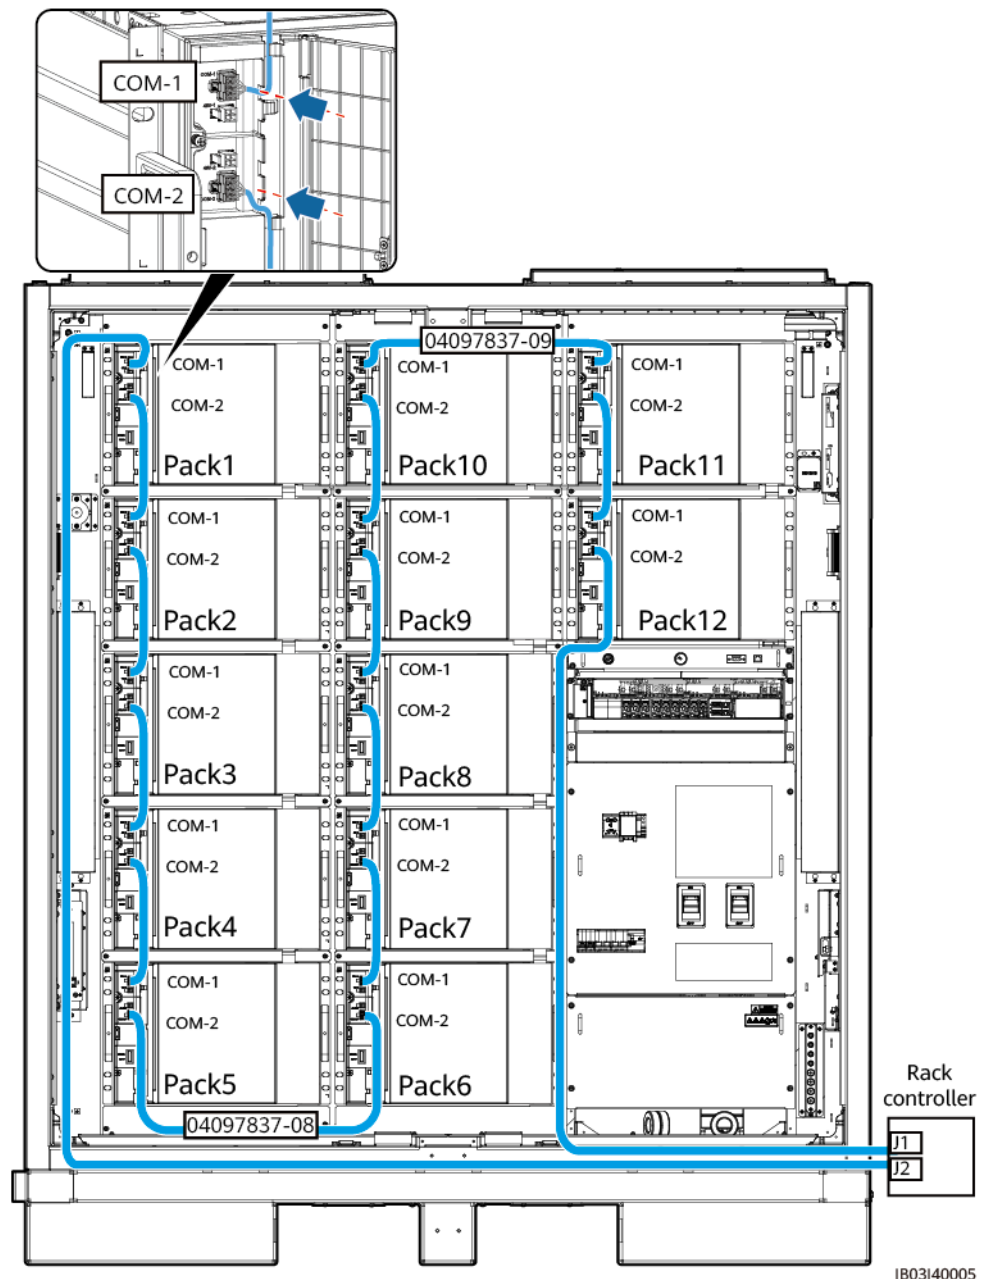 COM-1
COM-2
04097837-09
COM-1
COM-2
Pack1
COM-1
COM-2
Pack10
COM-1
COM-2
Pack11
COM-1
COM-2
Pack2
COM-1
COM-2
Pack9
COM-1
COM-2
Pack12
COM-1
COM-2
Pack3
COM-1
COM-2
Pack8
COM-1
COM-2
Pack4
COM-1
COM-2
Pack7
COM-1
COM-2
Pack5
COM-1
COM-2
Pack6
04097837-08
Rack
controller
J1
J2
IB03I40005